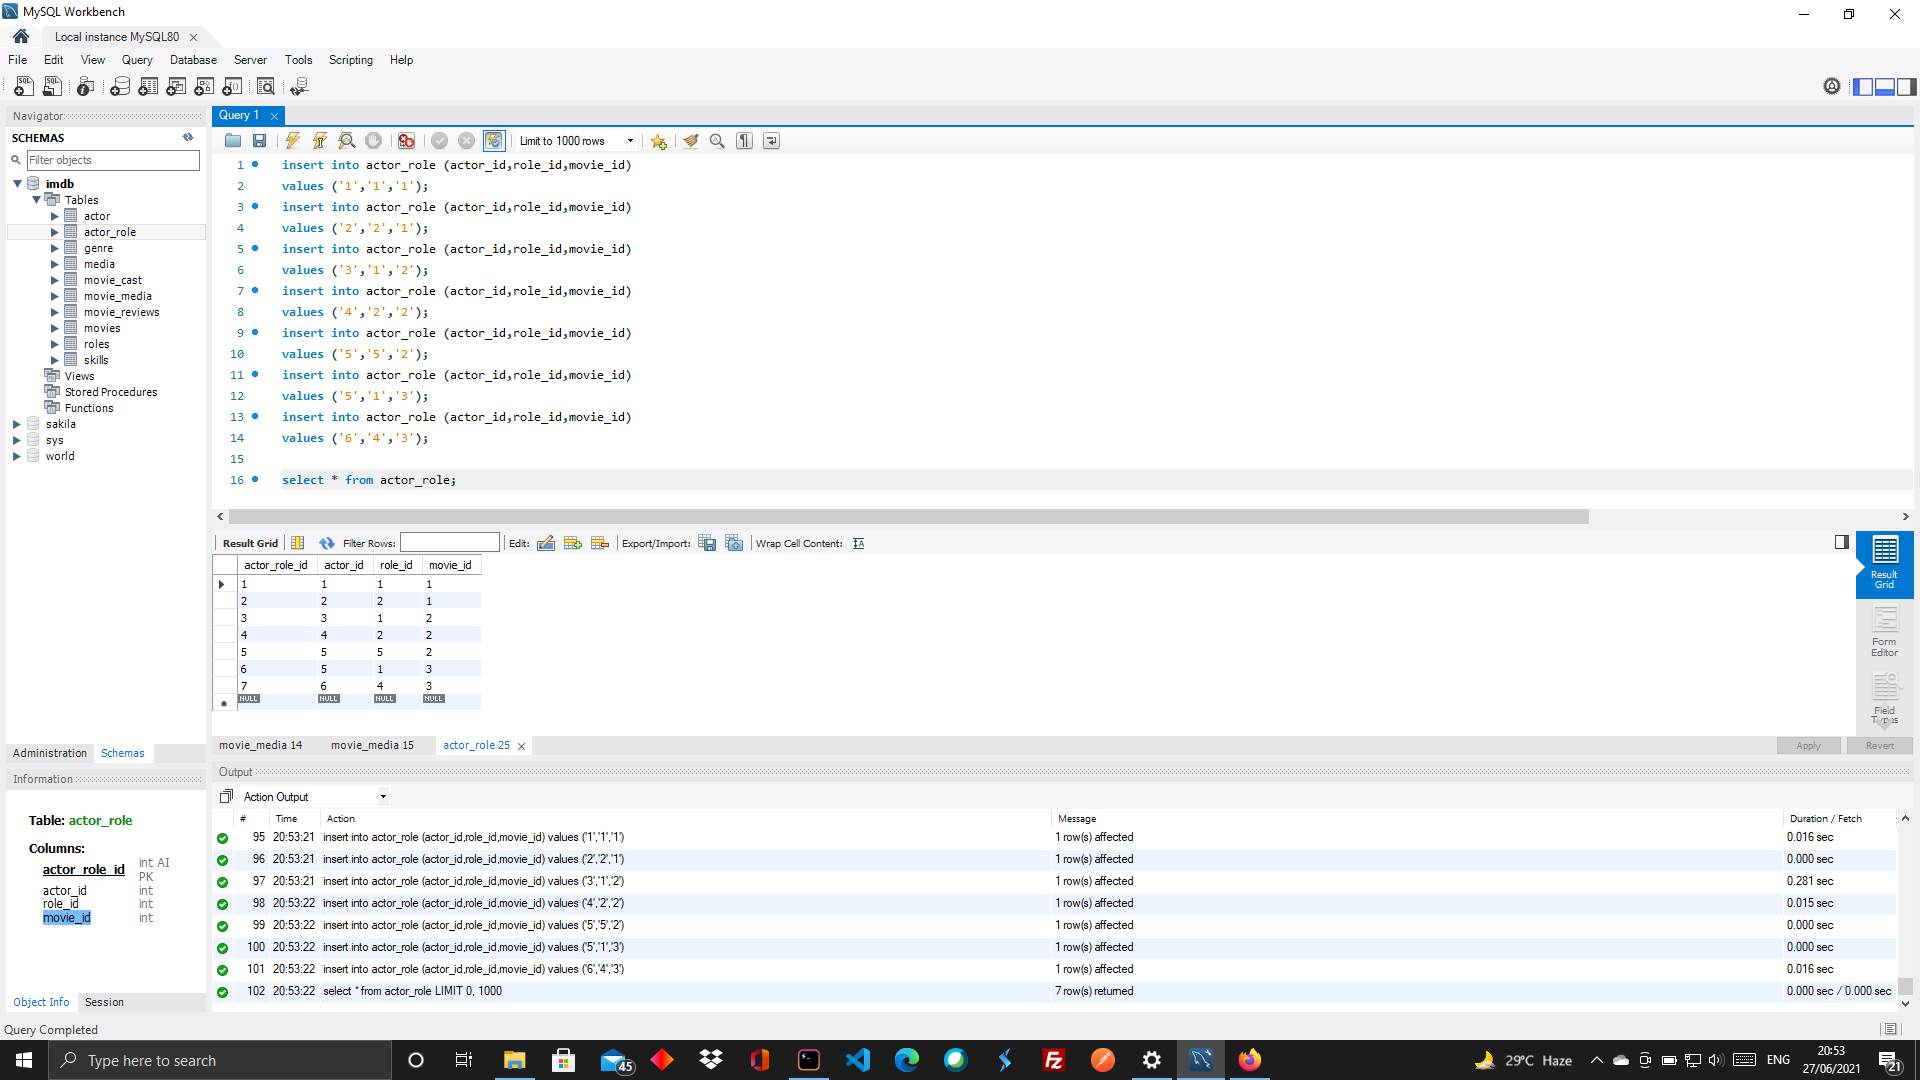 MySQL Workbench
Local instance MySQL80
File Edit View Query Database Server Tools Scripting Help
Navigator
SCHEMAS
Filter objects
imdb
Tables
actor
actor_role
genre
media
movie_cast
movie_media
movie_reviews
movies
roles
skills
Views
Stored Procedures
Functions
sakila
sys
world
Administration Schemas
Information
Table: actor_role
Columns:
actor_role_id int AI PK
actor_id int
role_id int
movie_id int
Object Info Session
Query 1
Limit to 1000 rows
1 insert into actor_role (actor_id,role_id,movie_id)
2 values ('1','1','1');
3 insert into actor_role (actor_id,role_id,movie_id)
4 values ('2','2','1');
5 insert into actor_role (actor_id,role_id,movie_id)
6 values ('3','1','2');
7 insert into actor_role (actor_id,role_id,movie_id)
8 values ('4','2','2');
9 insert into actor_role (actor_id,role_id,movie_id)
10 values ('5','5','2');
11 insert into actor_role (actor_id,role_id,movie_id)
12 values ('5','1','3');
13 insert into actor_role (actor_id,role_id,movie_id)
14 values ('6','4','3');
15
16 select * from actor_role;
Result Grid Filter Rows: Edit: Export/Import: Wrap Cell Content:
actor_role_id actor_id role_id movie_id
1 1 1 1
2 2 2 1
3 3 1 2
4 4 2 2
5 5 5 2
6 5 1 3
7 6 4 3
NULL NULL NULL NULL
Result Grid
Form Editor
Field Types
movie_media 14 movie_media 15 actor_role 25
Apply Revert
Output
Action Output
# Time Action Message Duration / Fetch
95 20:53:21 insert into actor_role (actor_id,role_id,movie_id) values ('1','1','1') 1 row(s) affected 0.016 sec
96 20:53:21 insert into actor_role (actor_id,role_id,movie_id) values ('2','2','1') 1 row(s) affected 0.000 sec
97 20:53:21 insert into actor_role (actor_id,role_id,movie_id) values ('3','1','2') 1 row(s) affected 0.281 sec
98 20:53:22 insert into actor_role (actor_id,role_id,movie_id) values ('4','2','2') 1 row(s) affected 0.015 sec
99 20:53:22 insert into actor_role (actor_id,role_id,movie_id) values ('5','5','2') 1 row(s) affected 0.000 sec
100 20:53:22 insert into actor_role (actor_id,role_id,movie_id) values ('5','1','3') 1 row(s) affected 0.000 sec
101 20:53:22 insert into actor_role (actor_id,role_id,movie_id) values ('6','4','3') 1 row(s) affected 0.016 sec
102 20:53:22 select * from actor_role LIMIT 0, 1000 7 row(s) returned 0.000 sec / 0.000 sec
Query Completed
Type here to search
45
29°C Haze
ENG
20:53
27/06/2021
21